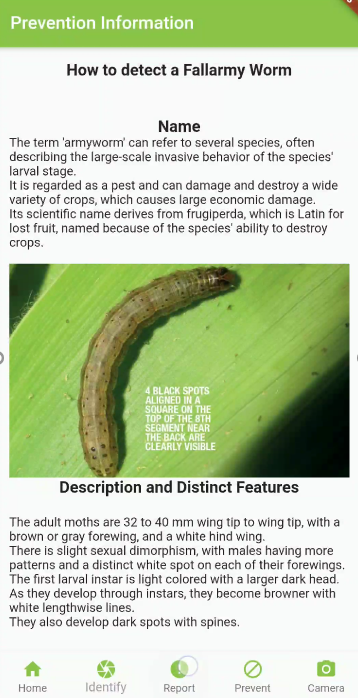 Prevention Information
How to detect a Fallarmy Worm
Name
The term 'armyworm' can refer to several species, often
describing the large-scale invasive behavior of the species'
larval stage.
It is regarded as a pest and can damage and destroy a wide
variety of crops, which causes large economic damage.
Its scientific name derives from frugiperda, which is Latin for
lost fruit, named because of the species' ability to destroy
crops.
4 BLACK SPOTS
ALIGNED IN A
SQUARE ON THE
TOP OF THE 8TH
SEGMENT NEAR
THE BACK ARE
CLEARLY VISIBLE
Description and Distinct Features
The adult moths are 32 to 40 mm wing tip to wing tip, with a
brown or gray forewing, and a white hind wing.
There is slight sexual dimorphism, with males having more
patterns and a distinct white spot on each of their forewings.
The first larval instar is light colored with a larger dark head.
As they develop through instars, they become browner with
white lengthwise lines.
They also develop dark spots with spines.
Home Identify Report Prevent Camera